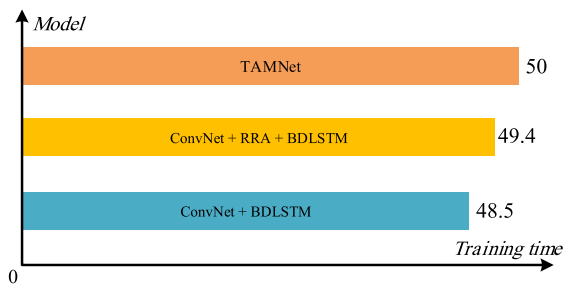 Model
TAMNet 50
ConvNet + RRA + BDLSTM 49.4
ConvNet + BDLSTM 48.5
Training time
0